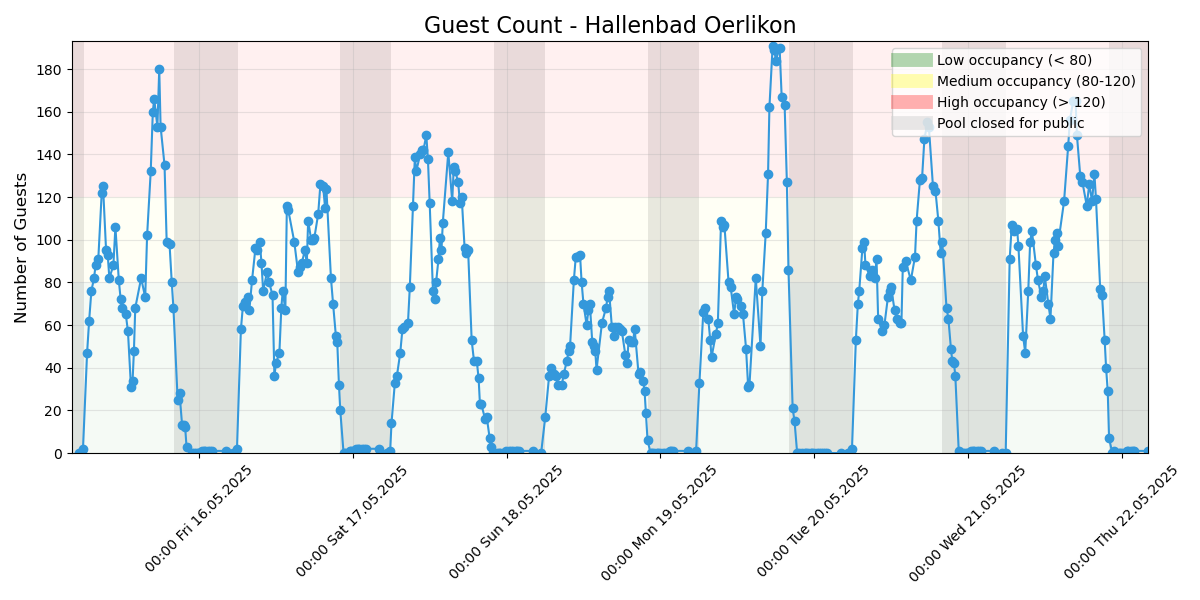 Guest Count - Hallenbad Oerlikon
Number of Guests
180
160
140
120
100
80
60
40
20
0
Low occupancy (< 80)
Medium occupancy (80-120)
High occupancy (> 120)
Pool closed for public
00:00 Fri 16.05.2025
00:00 Sat 17.05.2025
00:00 Sun 18.05.2025
00:00 Mon 19.05.2025
00:00 Tue 20.05.2025
00:00 Wed 21.05.2025
00:00 Thu 22.05.2025